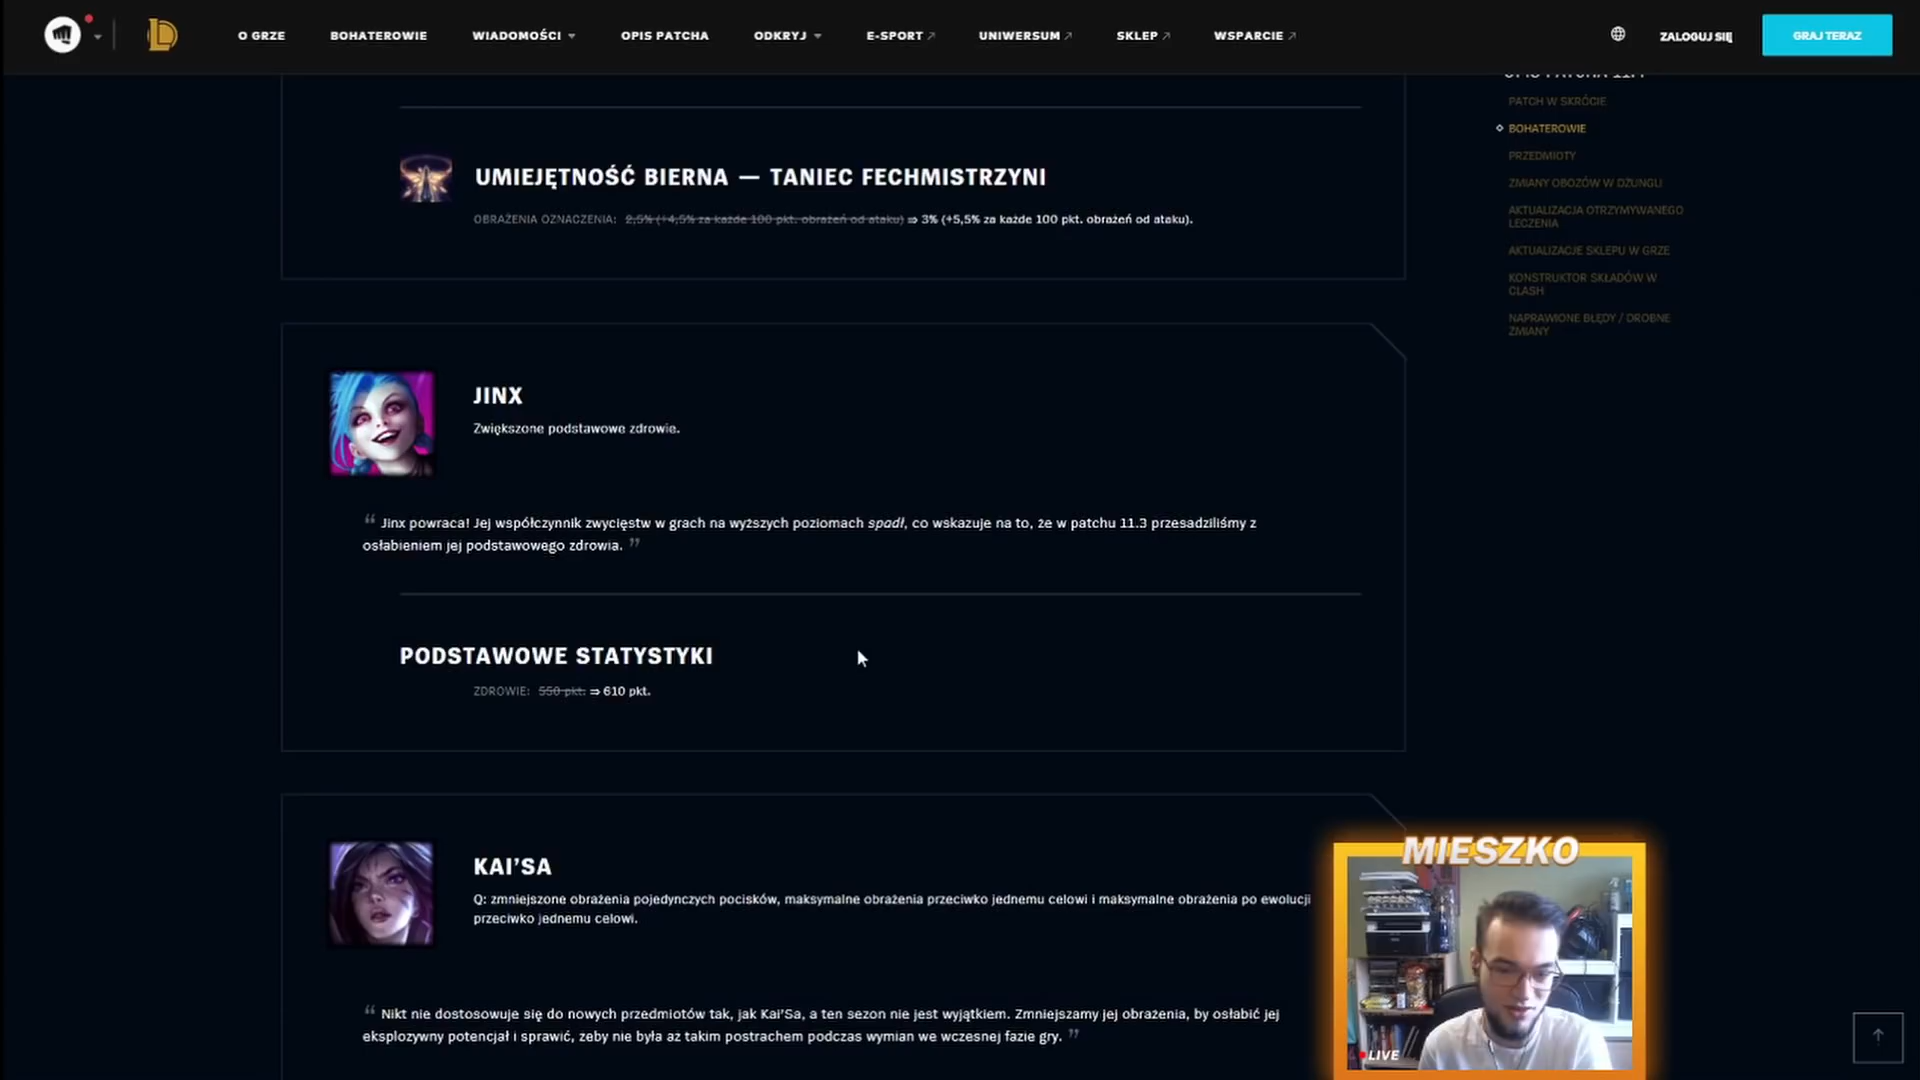 O GRZE BOHATEROWIE WIADOMOŚCI OPIS PATCHA ODKRYJ E-SPORT UNIWERSUM SKLEP WSPARCIE ZALOGUJ SIĘ GRAJ TERAZ
OPIS PATCHA 11.4
PATCH W SKRÓCIE
BOHATEROWIE
PRZEDMIOTY
ZMIANY OBOZÓW W DŻUNGLI
AKTUALIZACJA OTRZYMYWANEGO
LECZENIA
AKTUALIZACJE SKLEPU W GRZE
KONSTRUKTOR SKŁADÓW W
CLASH
NAPRAWIONE BŁĘDY / DROBNE
ZMIANY
UMIEJĘTNOŚĆ BIERNA — TANIEC FECHMISTRZYNI
OBRAŻENIA OZNACZENIA: 2,5% (+4,5% za każde 100 pkt. obrażeń od ataku) ⇒ 3% (+5,5% za każde 100 pkt. obrażeń od ataku).
JINX
Zwiększone podstawowe zdrowie.
“ Jinx powraca! Jej współczynnik zwycięstw w grach na wyższych poziomach spadł, co wskazuje na to, że w patchu 11.3 przesadziliśmy z
osłabieniem jej podstawowego zdrowia. ”
PODSTAWOWE STATYSTYKI
ZDROWIE: 550 pkt. ⇒ 610 pkt.
KAI’SA
Q: zmniejszone obrażenia pojedynczych pocisków, maksymalne obrażenia przeciwko jednemu celowi i maksymalne obrażenia po ewolucji
przeciwko jednemu celowi.
“ Nikt nie dostosowuje się do nowych przedmiotów tak, jak Kai’Sa, a ten sezon nie jest wyjątkiem. Zmniejszamy jej obrażenia, by osłabić jej
eksplozywny potencjał i sprawić, żeby nie była aż takim postrachem podczas wymian we wczesnej fazie gry. ”
MIESZKO
LIVE